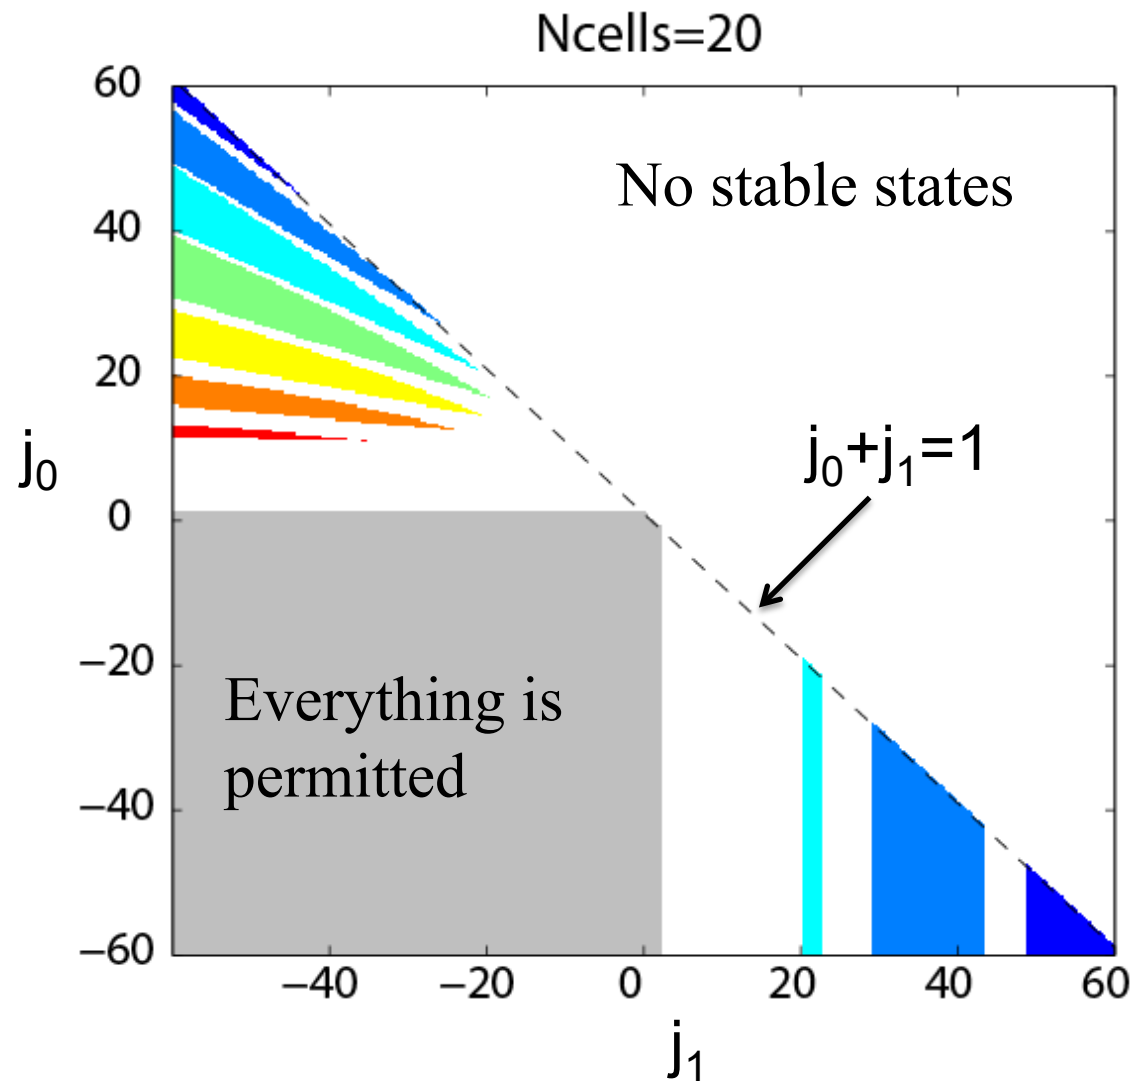 Ncells=20
60
No stable states
40
20
j₀+j₁=1
j₀
0
−20
Everything is
permitted
−40
−60
−40 −20 0 20 40 60
j₁